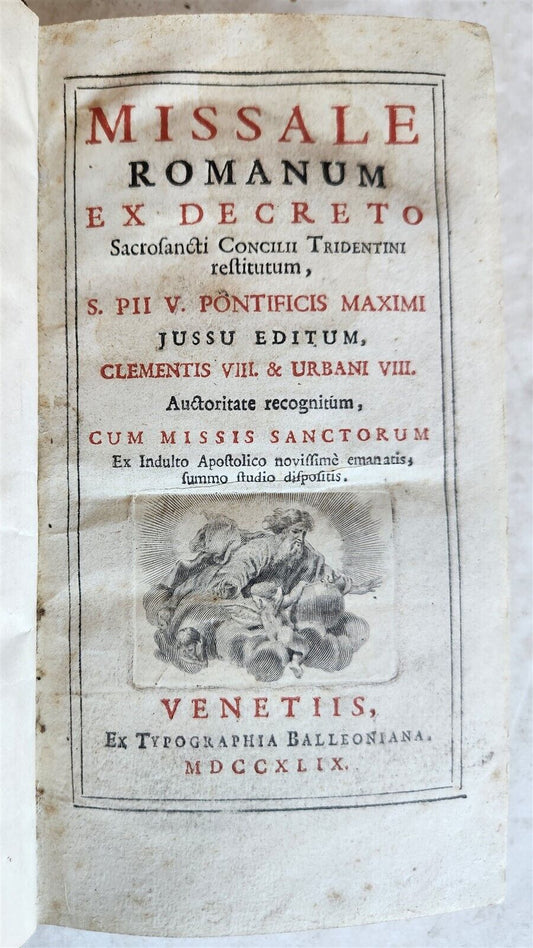 MISSALE
ROMANUM
EX DECRETO
Sacrosancti CONCILII TRIDENTINI
restitutum,
S. PII V. PONTIFICIS MAXIMI
JUSSU EDITUM,
CLEMENTIS VIII. & URBANI VIII.
Auctoritate recognitum,
CUM MISSIS SANCTORUM
Ex Indulto Apostolico novissimè emanatis,
summo studio dispositis.
VENETIIS,
EX TYPOGRAPHIA BALLEONIANA.
MDCCXLIX.